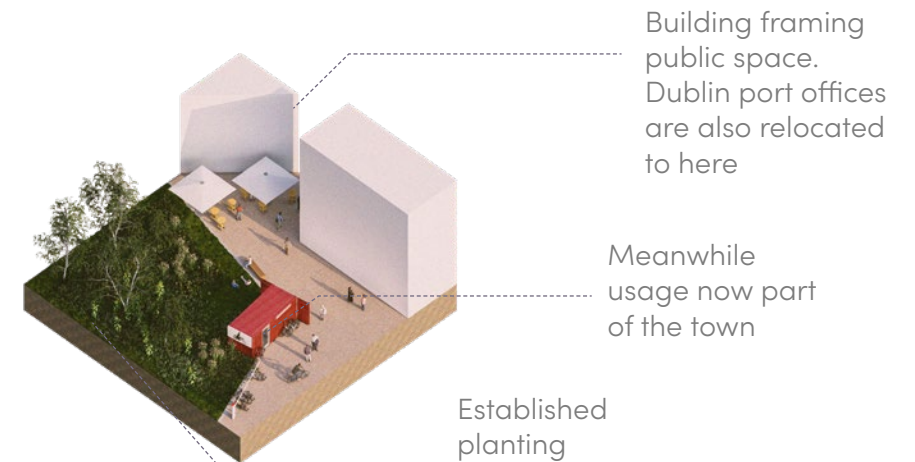 Building framing
public space.
Dublin port offices
are also relocated
to here
Meanwhile
usage now part
of the town
Established
planting